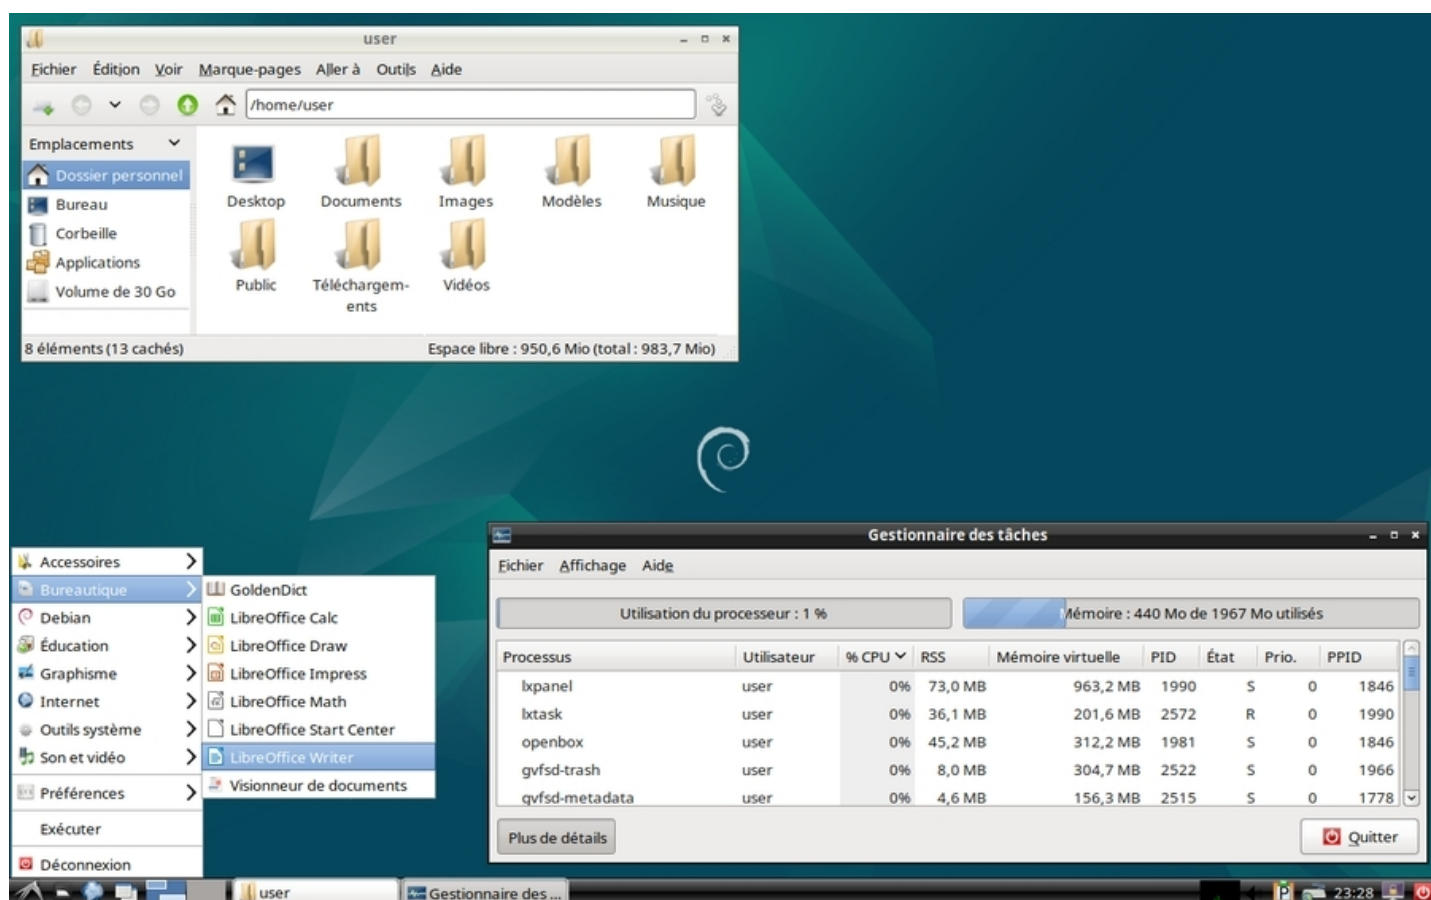 user
Fichier Édition Voir Marque-pages Aller à Outils Aide
/home/user
Emplacements
Dossier personnel
Bureau
Corbeille
Applications
Volume de 30 Go
Desktop Documents Images Modèles Musique
Public Téléchargem- Vidéos
ents
8 éléments (13 cachés) Espace libre : 950,6 Mio (total : 983,7 Mio)
Accessoires
Bureautique
Debian
Éducation
Graphisme
Internet
Outils système
Son et vidéo
Préférences
Exécuter
Déconnexion
GoldenDict
LibreOffice Calc
LibreOffice Draw
LibreOffice Impress
LibreOffice Math
LibreOffice Start Center
LibreOffice Writer
Visionneur de documents
Gestionnaire des tâches
Fichier Affichage Aide
Utilisation du processeur : 1 % Mémoire : 440 Mo de 1967 Mo utilisés
Processus Utilisateur % CPU RSS Mémoire virtuelle PID État Prio. PPID
lxpanel user 0% 73,0 MB 963,2 MB 1990 S 0 1846
lxtask user 0% 36,1 MB 201,6 MB 2572 R 0 1990
openbox user 0% 45,2 MB 312,2 MB 1981 S 0 1846
gvfsd-trash user 0% 8,0 MB 304,7 MB 2522 S 0 1966
gvfsd-metadata user 0% 4,6 MB 156,3 MB 2515 S 0 1778
Plus de détails Quitter
user Gestionnaire des ... P 23:28